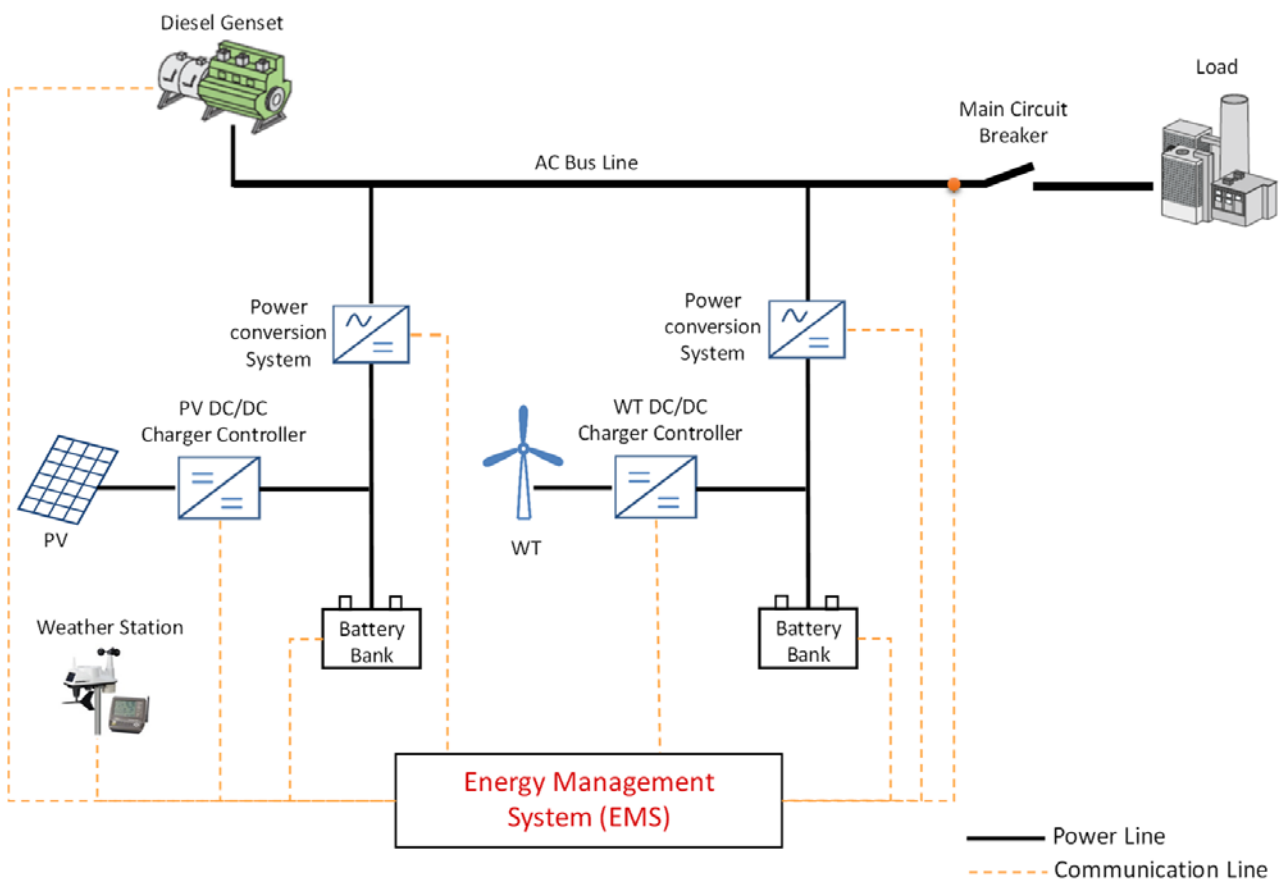 Diesel Genset
Load
Main Circuit
Breaker
AC Bus Line
Power
conversion
System
Power
conversion
System
PV DC/DC
Charger Controller
WT DC/DC
Charger Controller
PV
WT
Weather Station
Battery
Bank
Battery
Bank
Energy Management
System (EMS)
Power Line
Communication Line